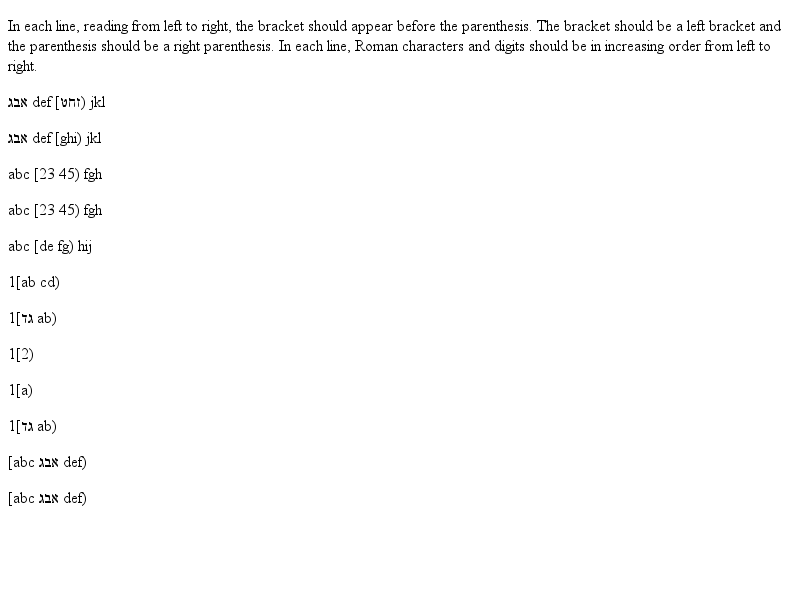 In each line, reading from left to right, the bracket should appear before the parenthesis. The bracket should be a left bracket and
the parenthesis should be a right parenthesis. In each line, Roman characters and digits should be in increasing order from left to
right.
אבג def [זחט) jkl
אבג def [ghi) jkl
abc [23 45) fgh
abc [23 45) fgh
abc [de fg) hij
1[ab cd)
1[גד ab)
1[2)
1[a)
1[גד ab)
[abc אבג def)
[abc אבג def)